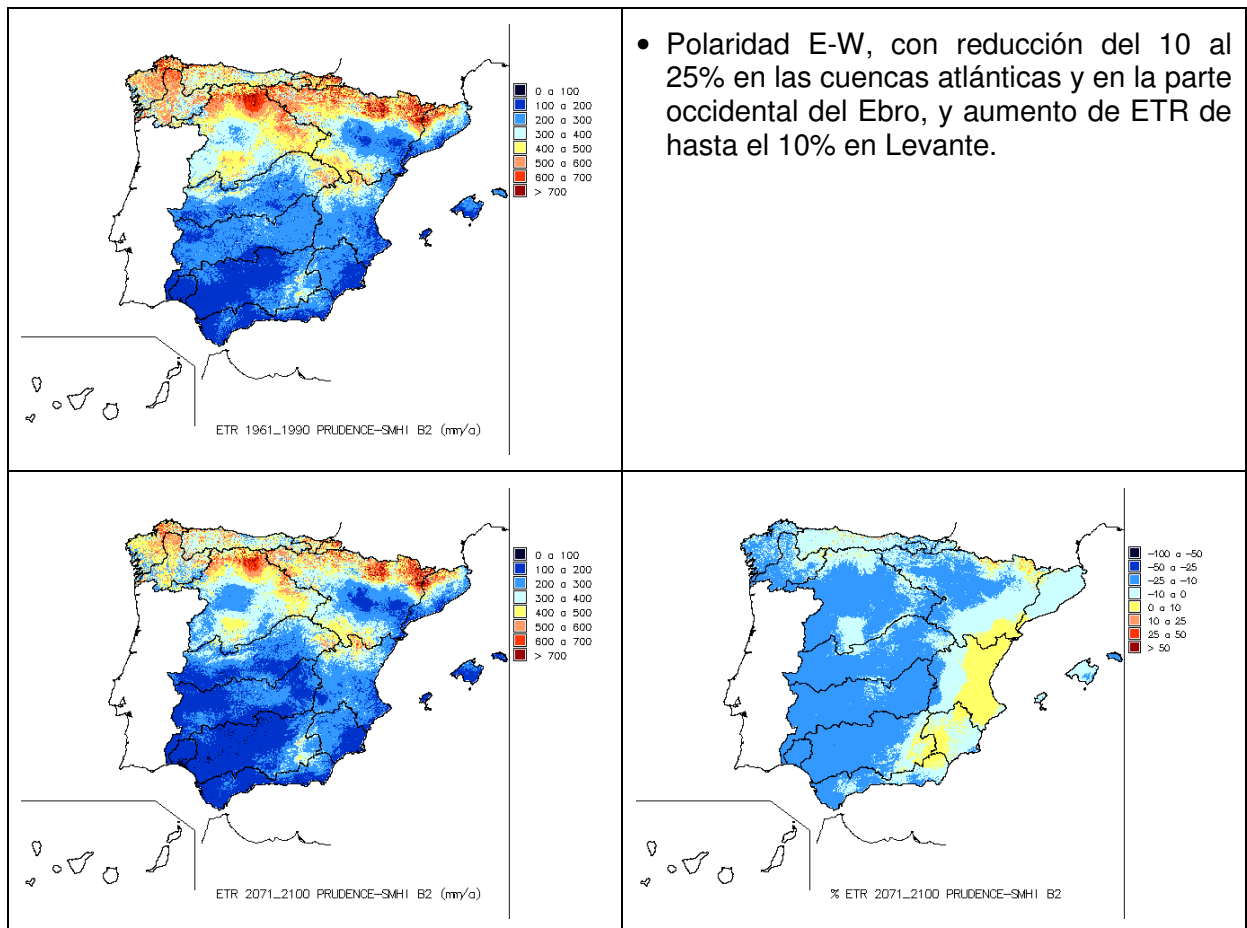 0 a 100
100 a 200
200 a 300
300 a 400
400 a 500
500 a 600
600 a 700
> 700
ETR 1961_1990 PRUDENCE-SMHI B2 (mm/a)
• Polaridad E-W, con reducción del 10 al
25% en las cuencas atlánticas y en la parte
occidental del Ebro, y aumento de ETR de
hasta el 10% en Levante.
0 a 100
100 a 200
200 a 300
300 a 400
400 a 500
500 a 600
600 a 700
> 700
ETR 2071_2100 PRUDENCE-SMHI B2 (mm/a)
-100 a -50
-50 a -25
-25 a -10
-10 a 0
0 a 10
10 a 25
25 a 50
> 50
% ETR 2071_2100 PRUDENCE-SMHI B2